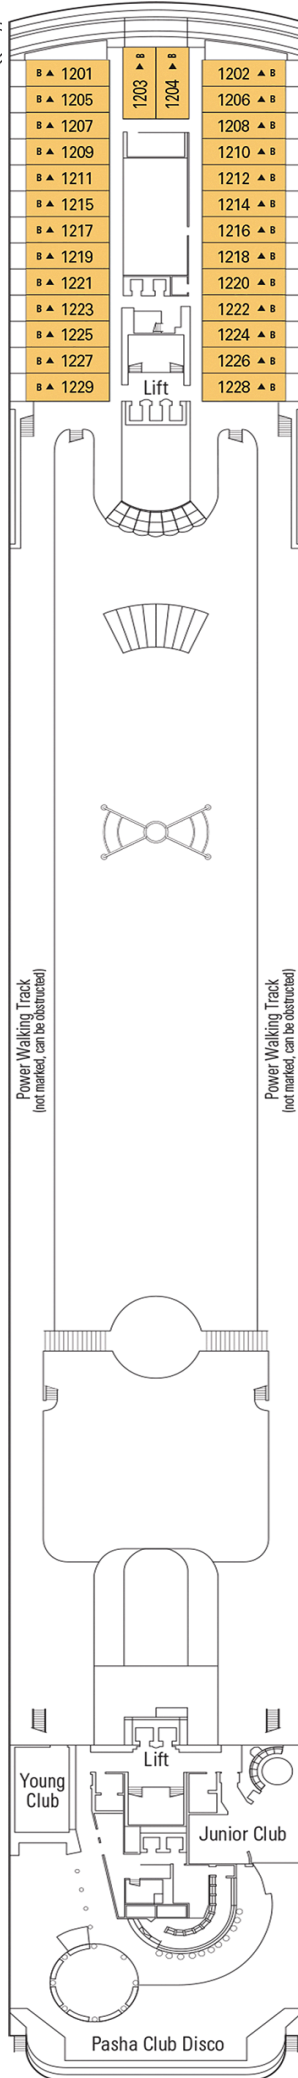 B ▲ 1201
B ▲ 1203
B ▲ 1204
1202 ▲ B
B ▲ 1205
1206 ▲ B
B ▲ 1207
1208 ▲ B
B ▲ 1209
1210 ▲ B
B ▲ 1211
1212 ▲ B
B ▲ 1215
1214 ▲ B
B ▲ 1217
1216 ▲ B
B ▲ 1219
1218 ▲ B
B ▲ 1221
1220 ▲ B
B ▲ 1223
1222 ▲ B
B ▲ 1225
1224 ▲ B
B ▲ 1227
1226 ▲ B
B ▲ 1229
1228 ▲ B
Lift
Power Walking Track
(not marked, can be obstructed)
Power Walking Track
(not marked, can be obstructed)
Lift
Young
Club
Junior Club
Pasha Club Disco